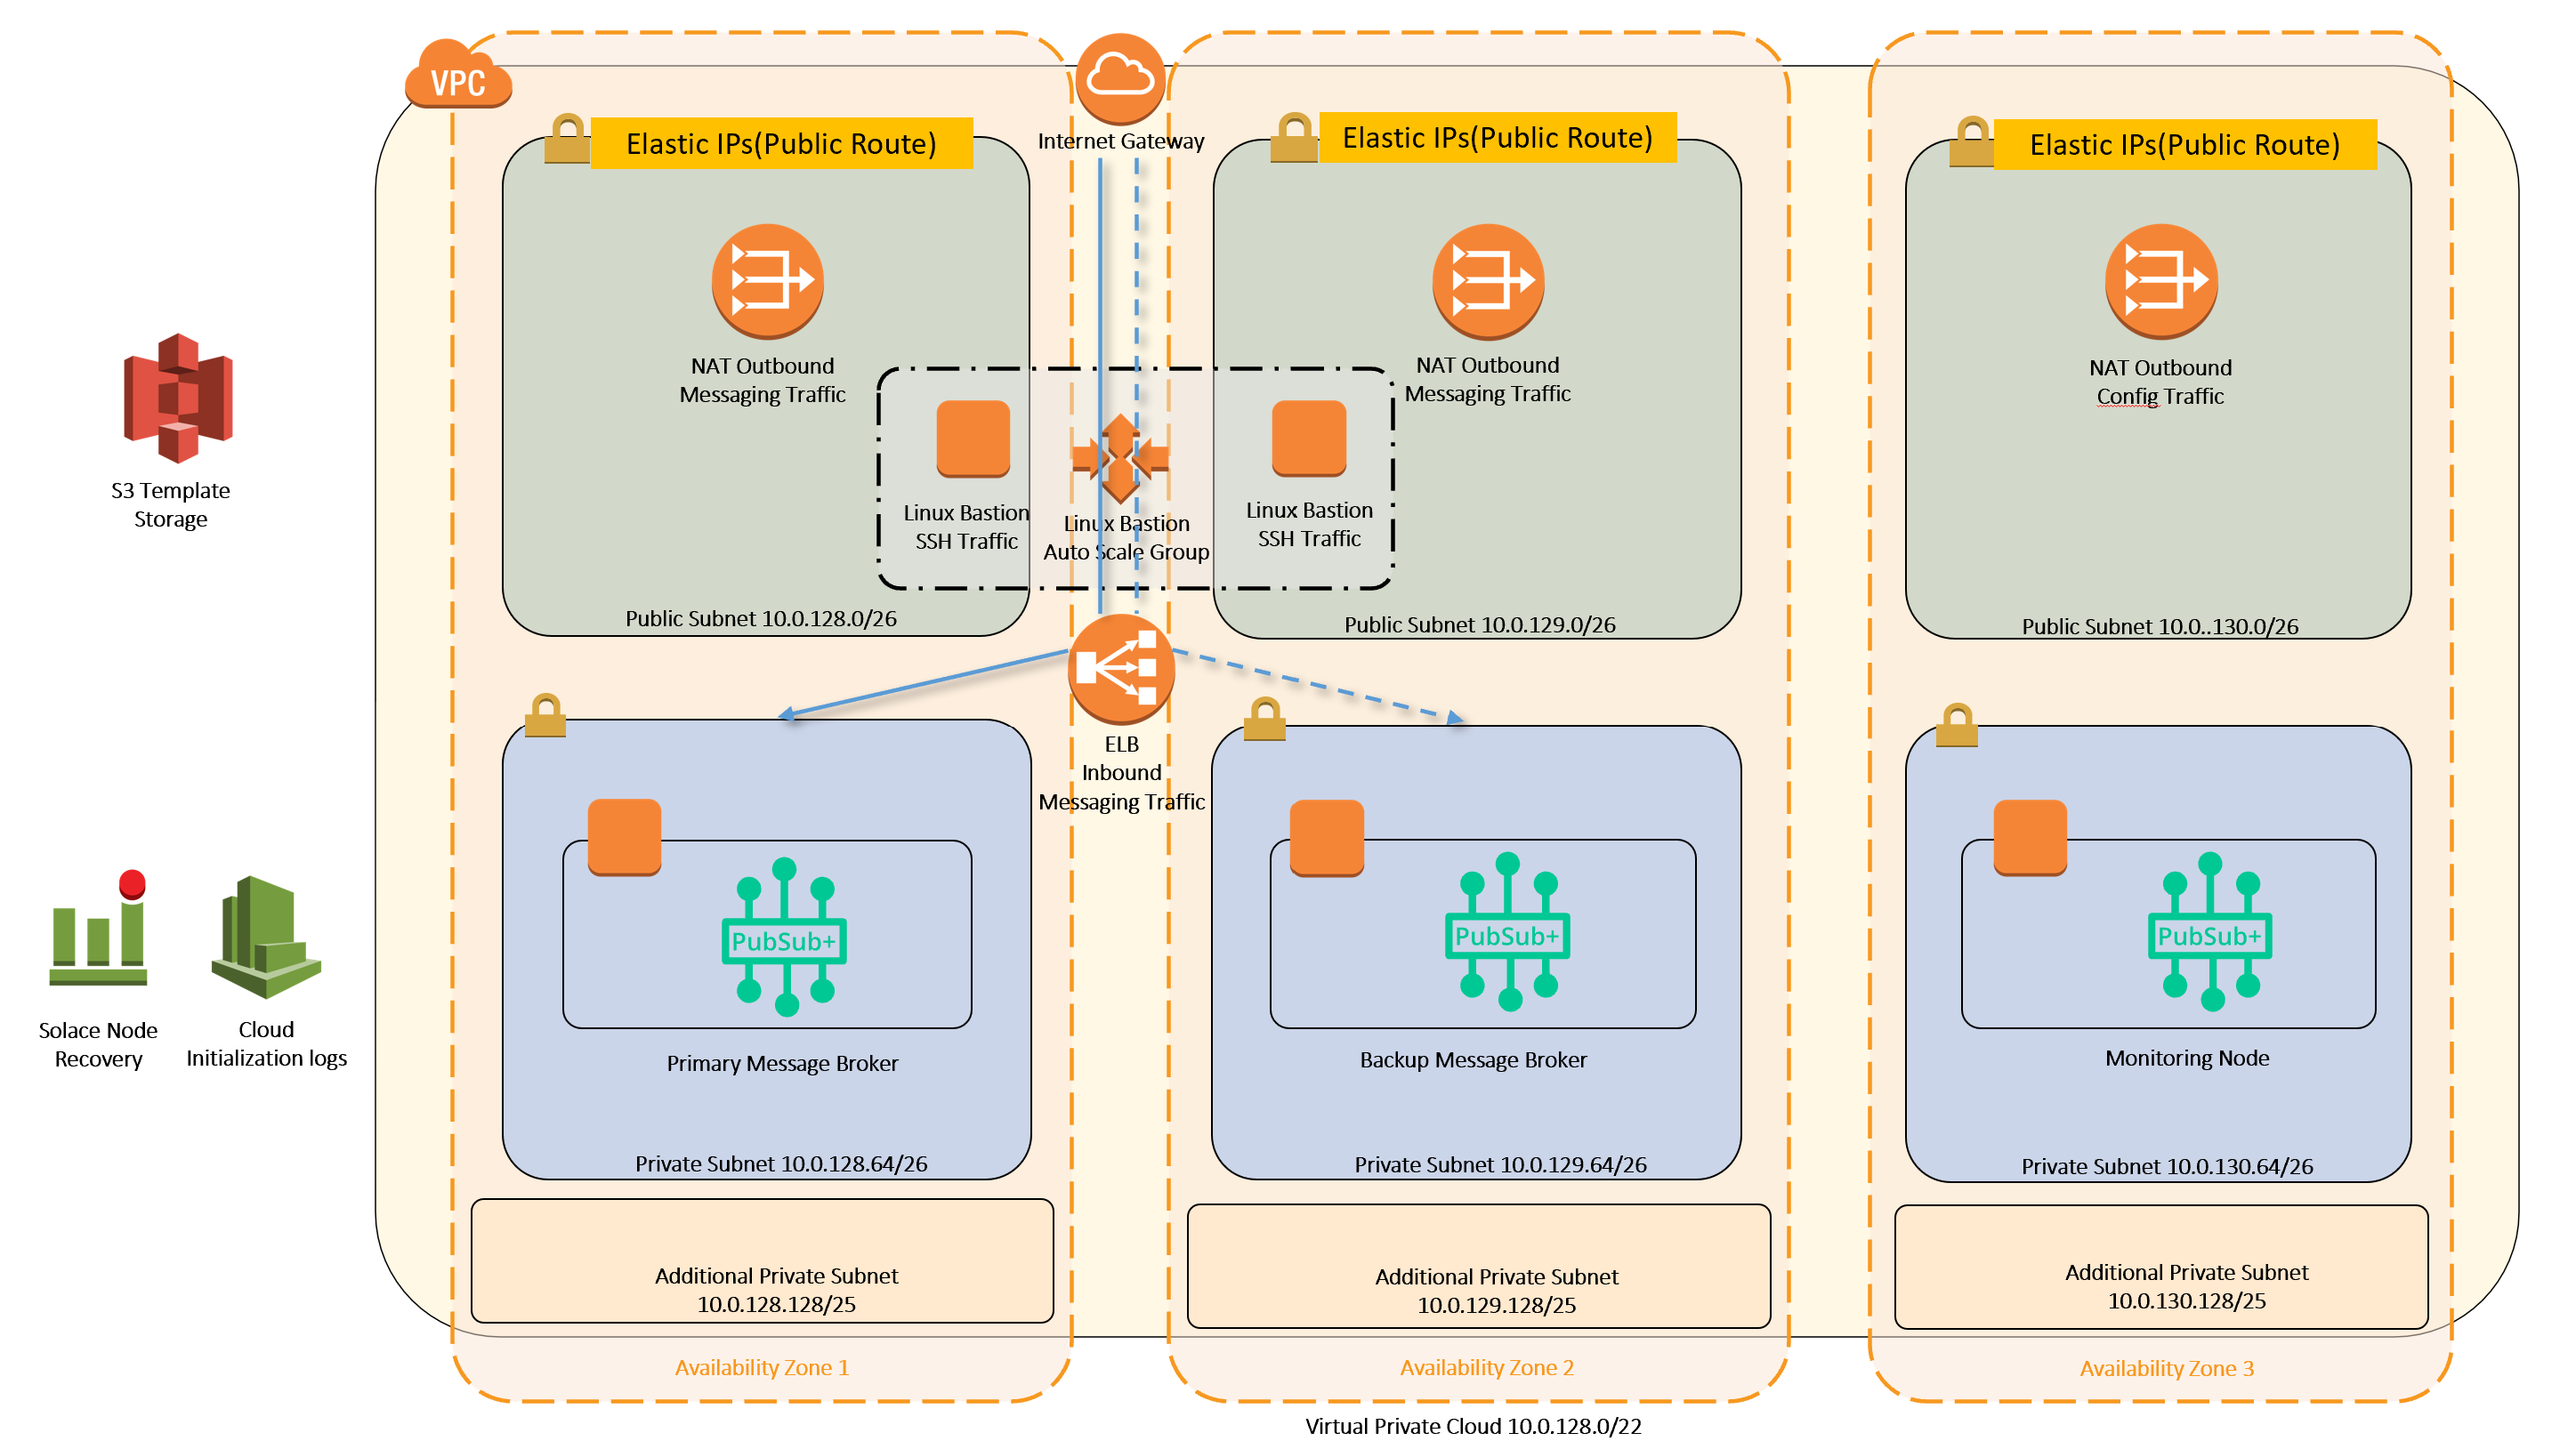 VPC
Internet Gateway
Elastic IPs(Public Route)
Elastic IPs(Public Route)
Elastic IPs(Public Route)
NAT Outbound
Messaging Traffic
NAT Outbound
Messaging Traffic
NAT Outbound
Config Traffic
S3 Template
Storage
Linux Bastion
SSH Traffic
Linux Bastion
Auto Scale Group
Linux Bastion
SSH Traffic
Public Subnet 10.0.128.0/26
Public Subnet 10.0.129.0/26
Public Subnet 10.0..130.0/26
ELB
Inbound
Messaging Traffic
PubSub+
PubSub+
PubSub+
Solace Node
Recovery
Cloud
Initialization logs
Primary Message Broker
Backup Message Broker
Monitoring Node
Private Subnet 10.0.128.64/26
Private Subnet 10.0.129.64/26
Private Subnet 10.0.130.64/26
Additional Private Subnet
10.0.128.128/25
Additional Private Subnet
10.0.129.128/25
Additional Private Subnet
10.0.130.128/25
Availability Zone 1
Availability Zone 2
Availability Zone 3
Virtual Private Cloud 10.0.128.0/22